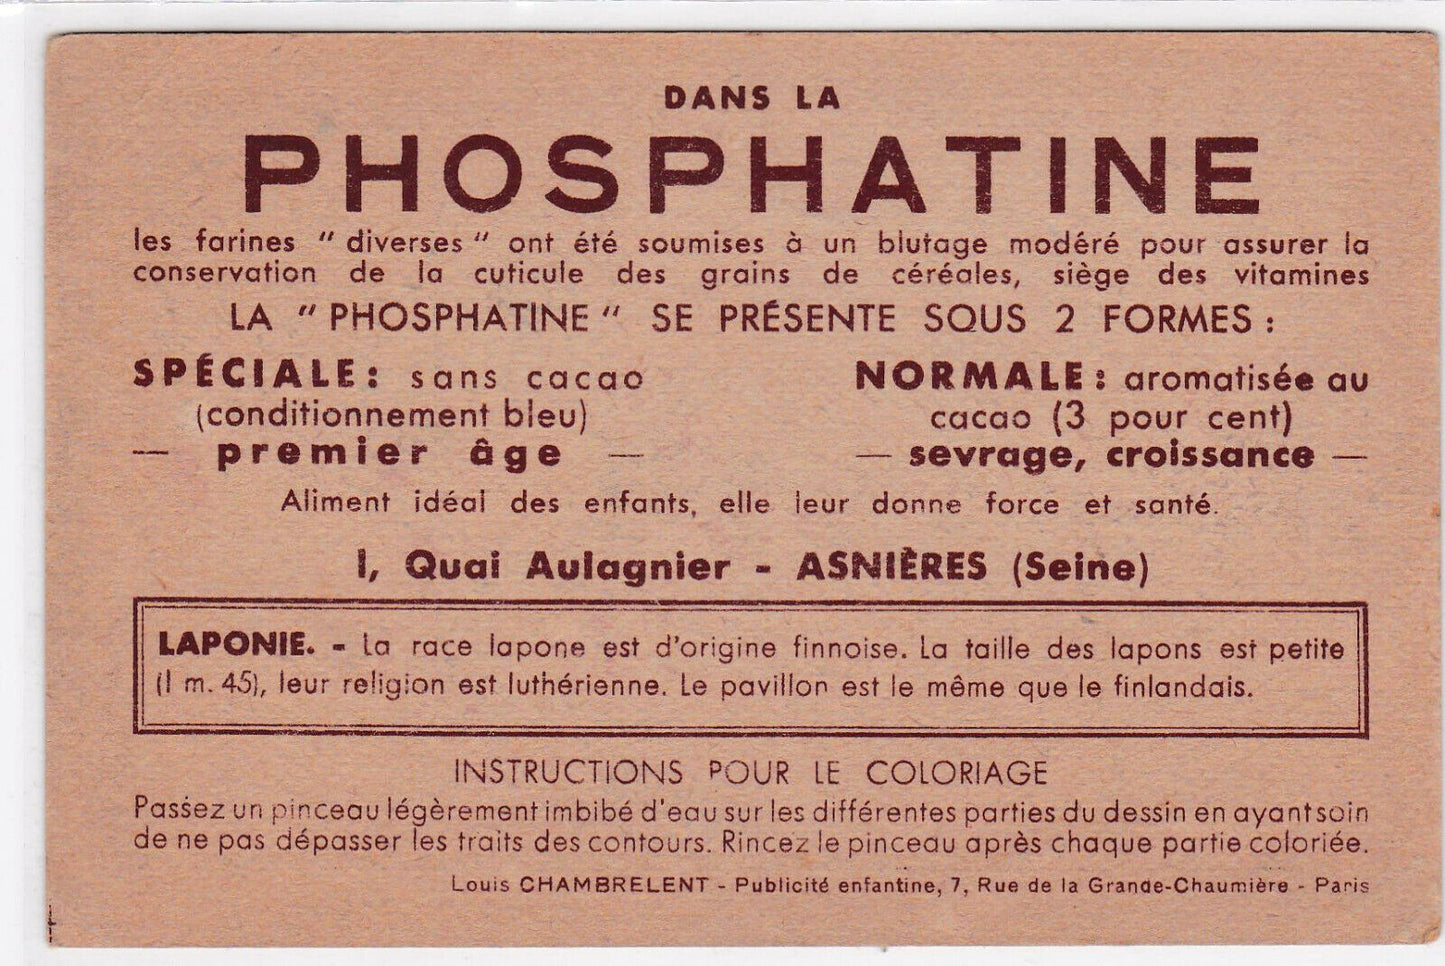 DANS LA
PHOSPHATINE
les farines " diverses " ont été soumises à un blutage modéré pour assurer la
conservation de la cuticule des grains de céréales, siège des vitamines
LA " PHOSPHATINE " SE PRÉSENTE SOUS 2 FORMES :
SPÉCIALE : sans cacao
(conditionnement bleu)
— premier âge —
NORMALE : aromatisée au
cacao (3 pour cent)
— sevrage, croissance —
Aliment idéal des enfants, elle leur donne force et santé.
1, Quai Aulagnier - ASNIÈRES (Seine)
LAPONIE. - La race lapone est d'origine finnoise. La taille des lapons est petite
(1 m. 45), leur religion est luthérienne. Le pavillon est le même que le finlandais.
INSTRUCTIONS POUR LE COLORIAGE
Passez un pinceau légèrement imbibé d'eau sur les différentes parties du dessin en ayant soin
de ne pas dépasser les traits des contours. Rincez le pinceau après chaque partie coloriée.
Louis CHAMBRELENT - Publicité enfantine, 7, Rue de la Grande-Chaumière - Paris